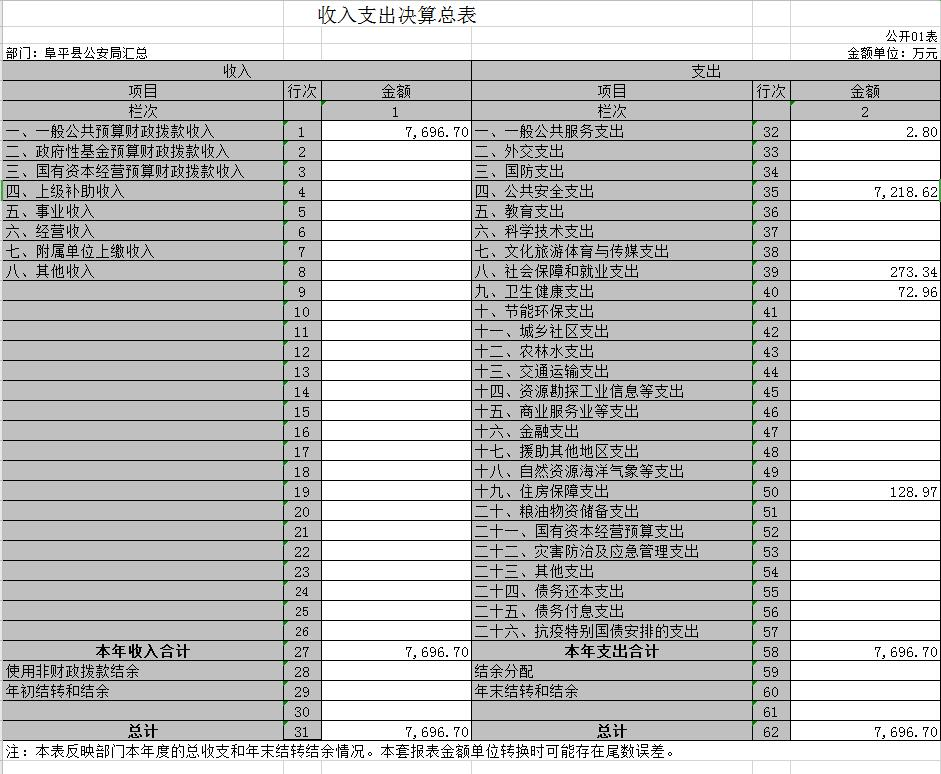 收入支出决算总表
公开01表
部门：阜平县公安局汇总 金额单位：万元
收入 支出
项目 行次 金额 项目 行次 金额
栏次 1 栏次 2
一、一般公共预算财政拨款收入 1 7,696.70 一、一般公共服务支出 32 2.80
二、政府性基金预算财政拨款收入 2 二、外交支出 33
三、国有资本经营预算财政拨款收入 3 三、国防支出 34
四、上级补助收入 4 四、公共安全支出 35 7,218.62
五、事业收入 5 五、教育支出 36
六、经营收入 6 六、科学技术支出 37
七、附属单位上缴收入 7 七、文化旅游体育与传媒支出 38
八、其他收入 8 八、社会保障和就业支出 39 273.34
9 九、卫生健康支出 40 72.96
10 十、节能环保支出 41
11 十一、城乡社区支出 42
12 十二、农林水支出 43
13 十三、交通运输支出 44
14 十四、资源勘探工业信息等支出 45
15 十五、商业服务业等支出 46
16 十六、金融支出 47
17 十七、援助其他地区支出 48
18 十八、自然资源海洋气象等支出 49
19 十九、住房保障支出 50 128.97
20 二十、粮油物资储备支出 51
21 二十一、国有资本经营预算支出 52
22 二十二、灾害防治及应急管理支出 53
23 二十三、其他支出 54
24 二十四、债务还本支出 55
25 二十五、债务付息支出 56
26 二十六、抗疫特别国债安排的支出 57
本年收入合计 27 7,696.70 本年支出合计 58 7,696.70
使用非财政拨款结余 28 结余分配 59
年初结转和结余 29 年末结转和结余 60
30 61
总计 31 7,696.70 总计 62 7,696.70
注：本表反映部门本年度的总收支和年末结转结余情况。本套报表金额单位转换时可能存在尾数误差。